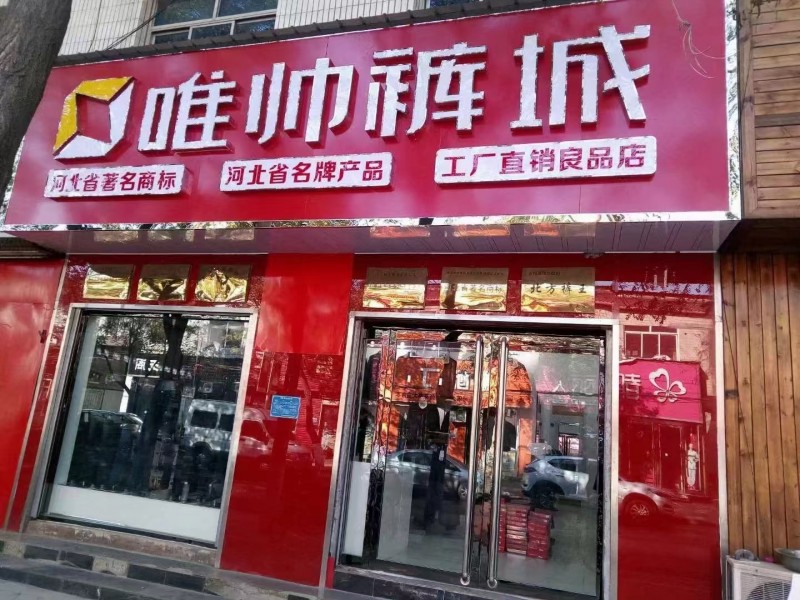 唯帅裤城
河北省著名商标
河北省名牌产品
工厂直销良品店
北方裤王